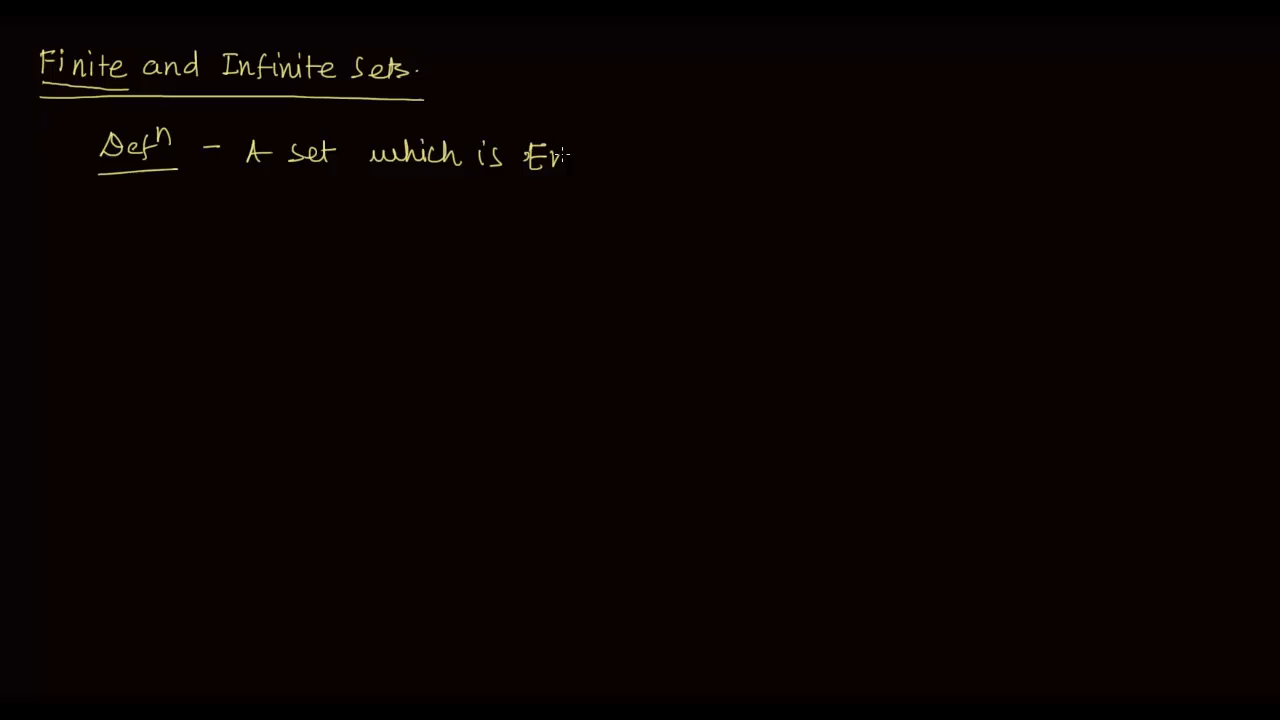 Finite and Infinite Sets.
Defⁿ - A set which is